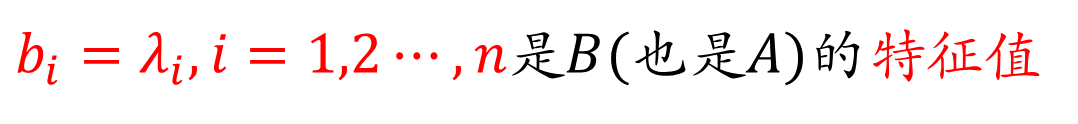 bᵢ = λᵢ, i = 1,2 ⋯ , n是B(也是A)的特征值